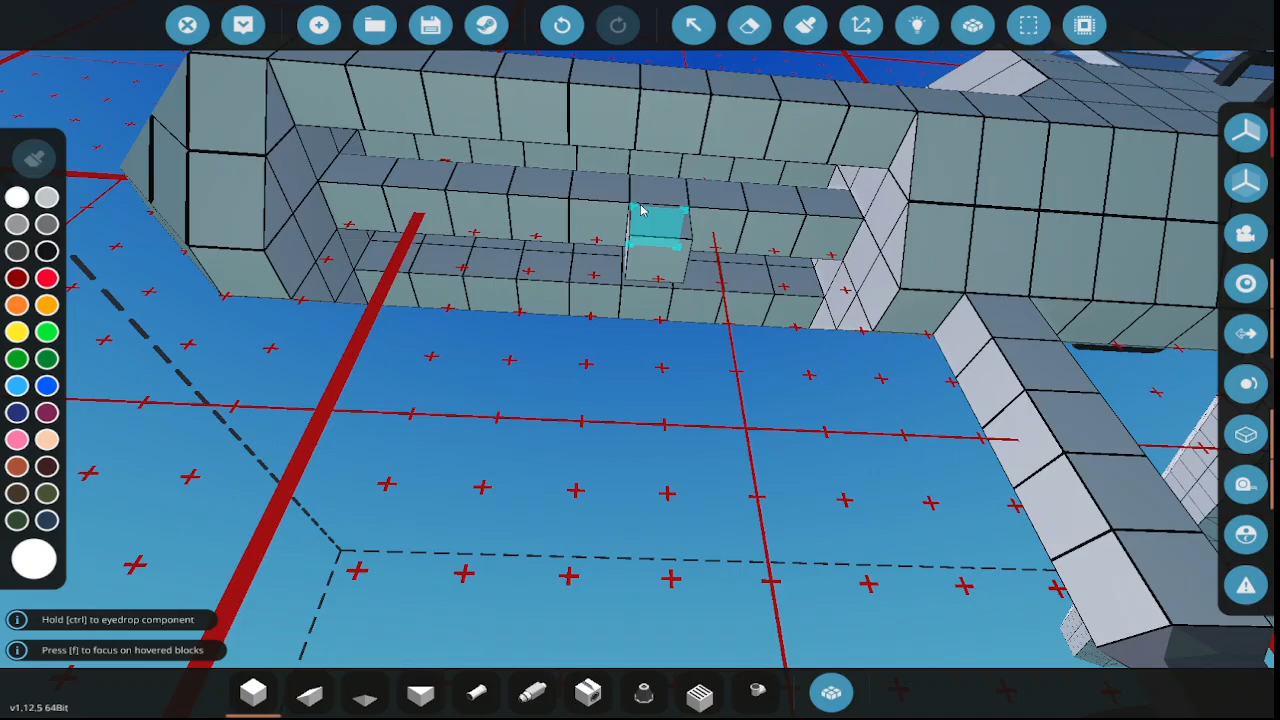 Hold [ctrl] to eyedrop component
Press [f] to focus on hovered blocks
v1.12.5 64Bit